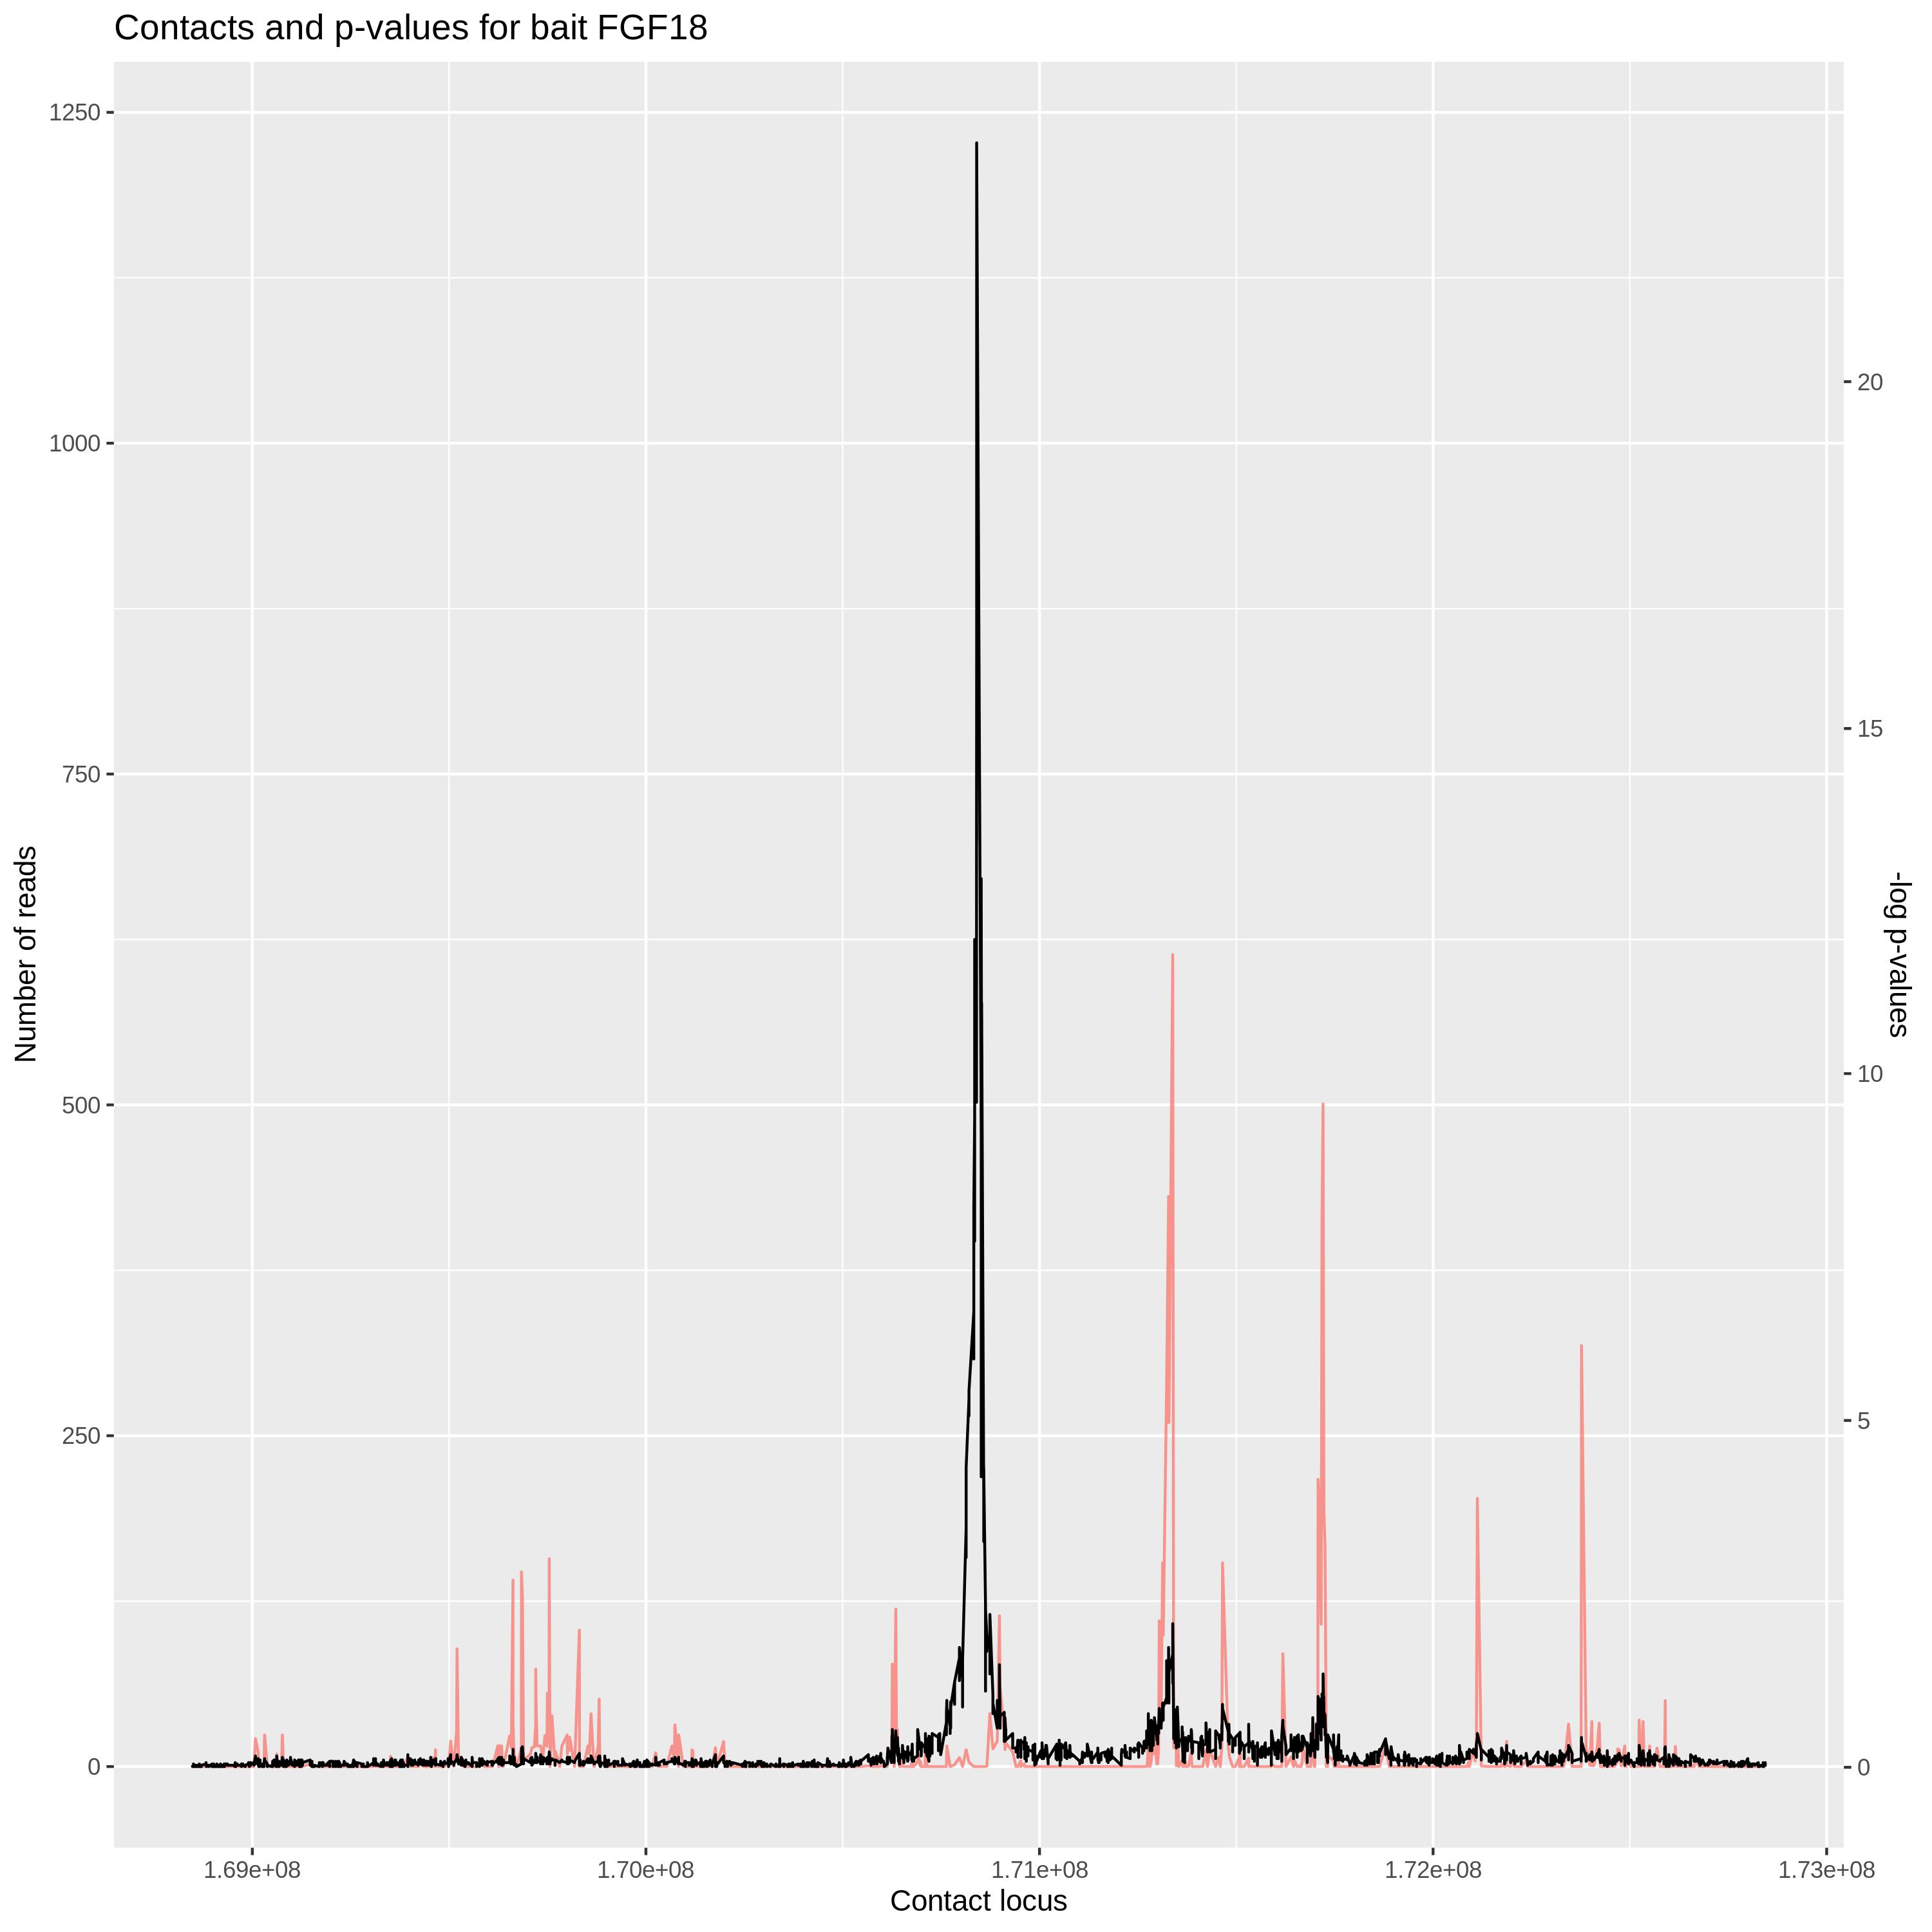 Contacts and p-values for bait FGF18
1250
1000
750
500
250
0
Number of reads
20
15
10
5
0
-log p-values
1.69e+08 1.70e+08 1.71e+08 1.72e+08 1.73e+08
Contact locus